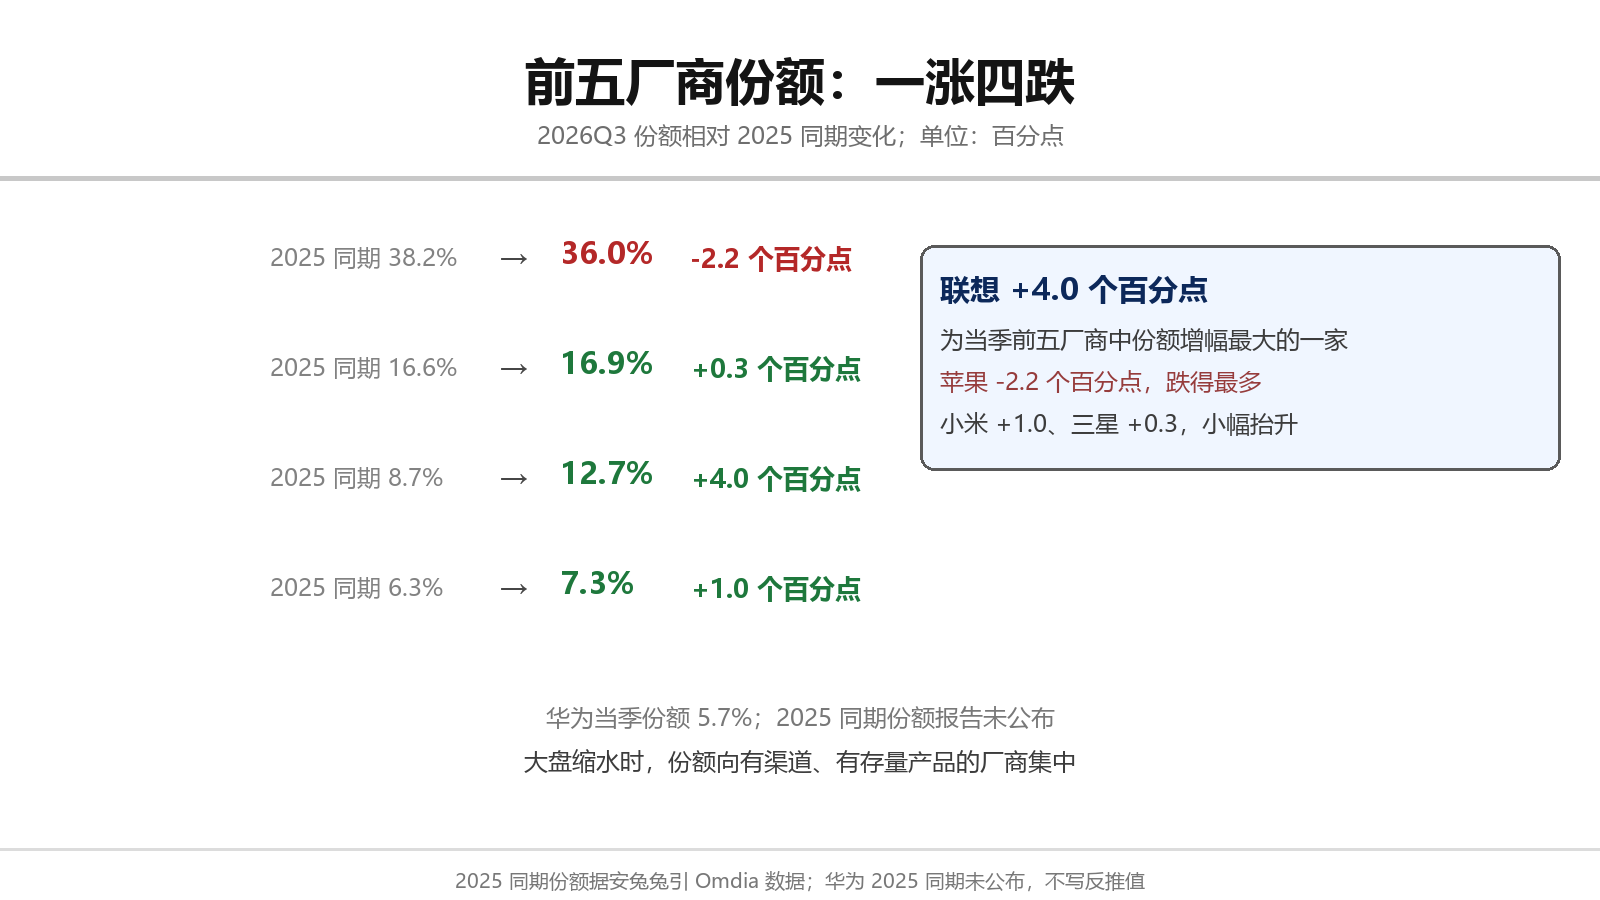 前五厂商份额：一涨四跌
2026Q3 份额相对 2025 同期变化；单位：百分点
2025 同期 38.2% → 36.0% -2.2 个百分点
2025 同期 16.6% → 16.9% +0.3 个百分点
2025 同期 8.7% → 12.7% +4.0 个百分点
2025 同期 6.3% → 7.3% +1.0 个百分点
联想 +4.0 个百分点
为当季前五厂商中份额增幅最大的一家
苹果 -2.2 个百分点，跌得最多
小米 +1.0、三星 +0.3，小幅抬升
华为当季份额 5.7%；2025 同期份额报告未公布
大盘缩水时，份额向有渠道、有存量产品的厂商集中
2025 同期份额据安兔兔引 Omdia 数据；华为 2025 同期未公布，不写反推值